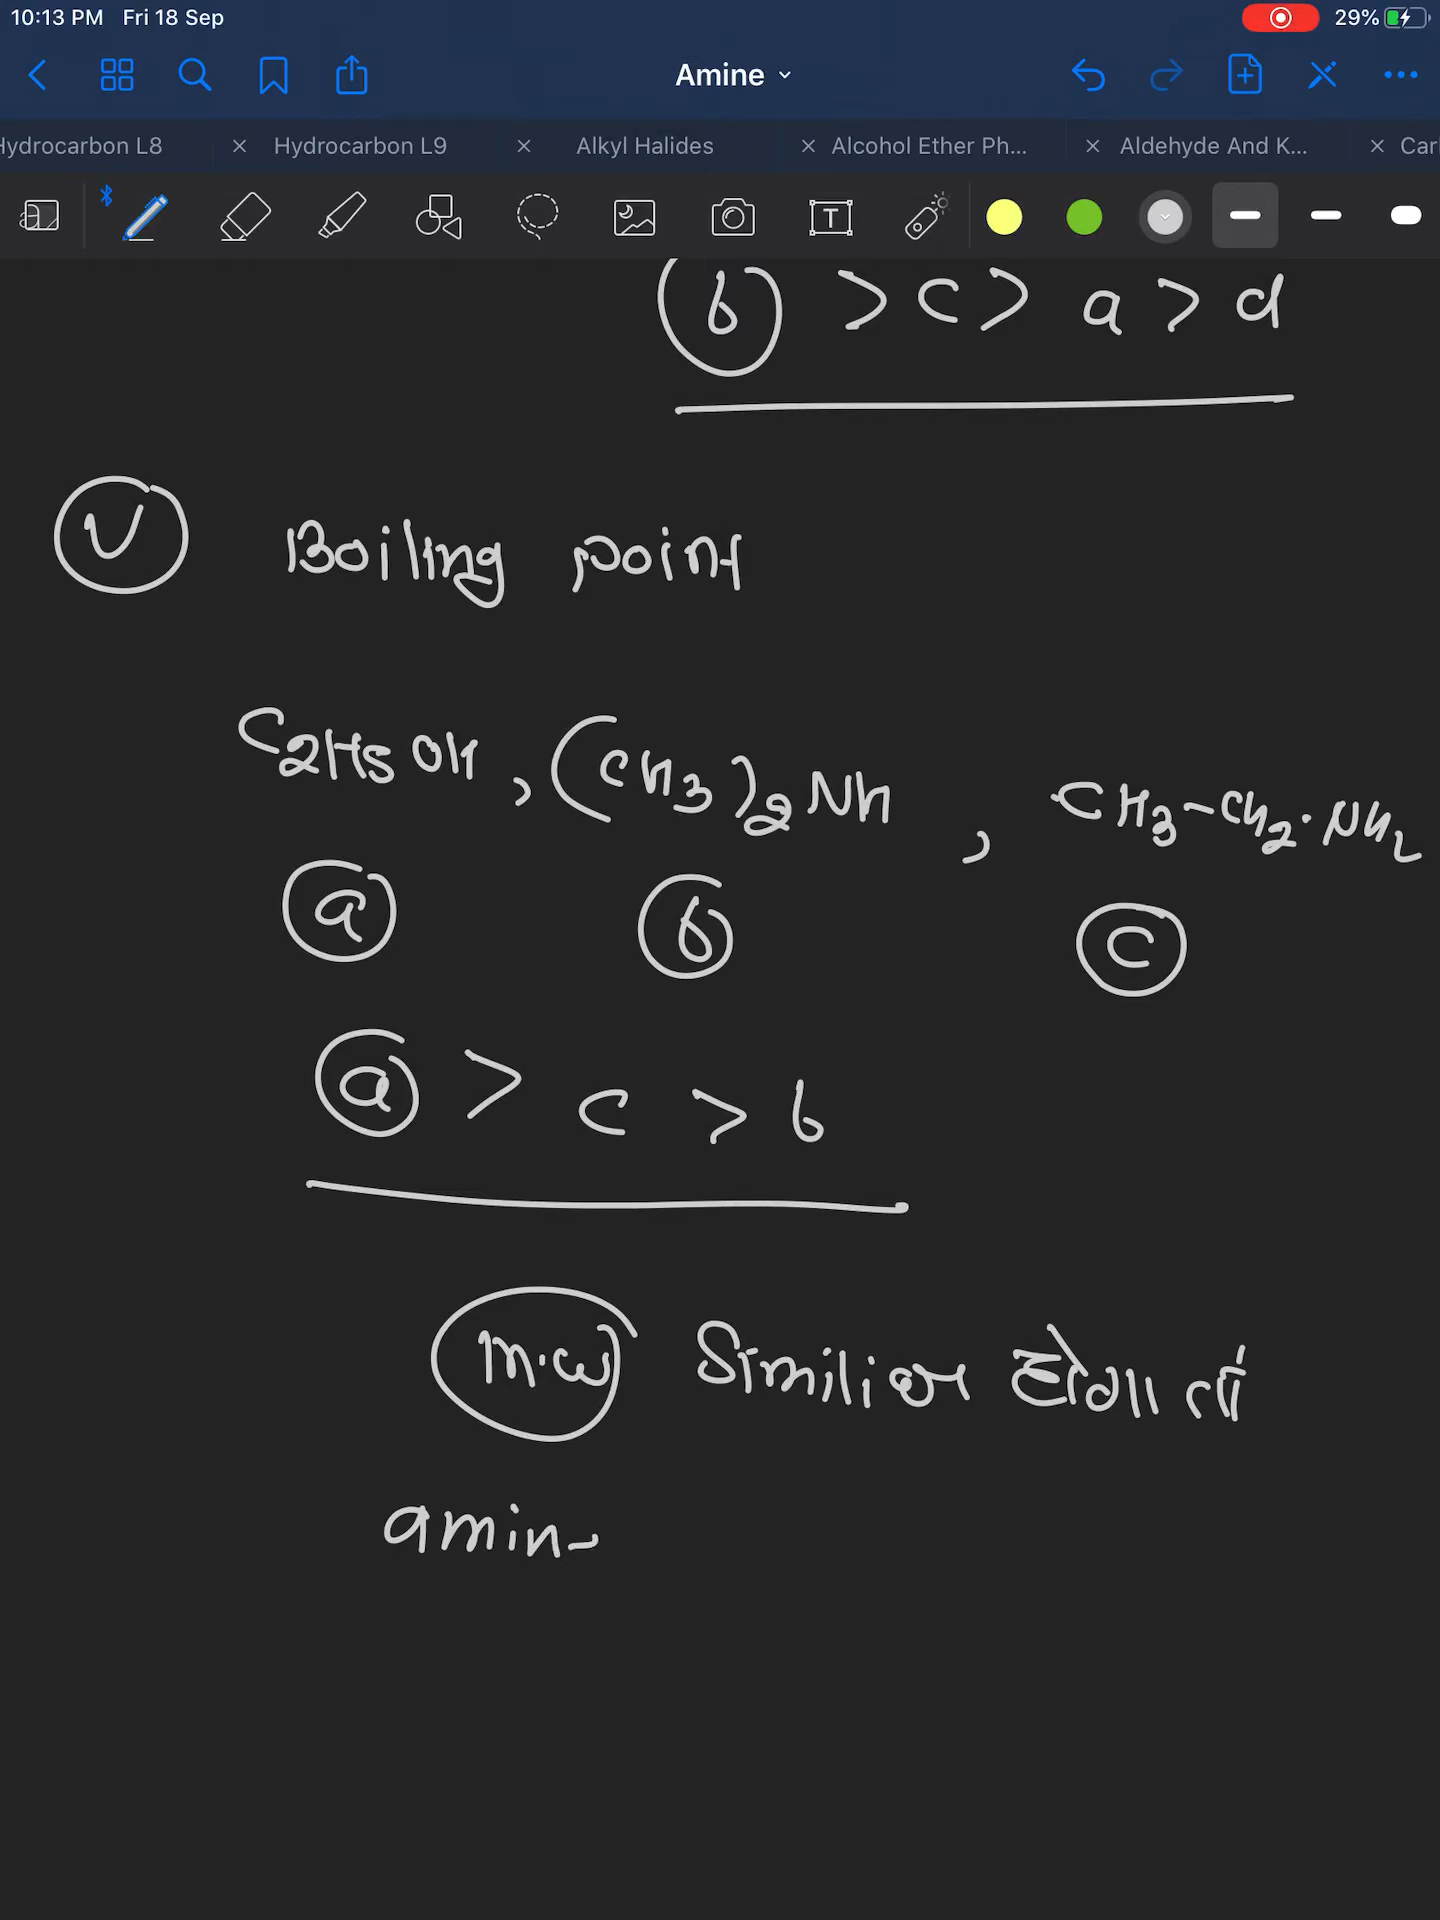 10:13 PM Fri 18 Sep 29%
Amine
Hydrocarbon L8 × Hydrocarbon L9 × Alkyl Halides × Alcohol Ether Ph... × Aldehyde And K... × Car
T
b > c > a > d
v Boiling point
C2H5OH, (CH3)2Nh, CH3-CH2·NH2
a b c
a > c > b
m.w Similiar होगा तो
amin